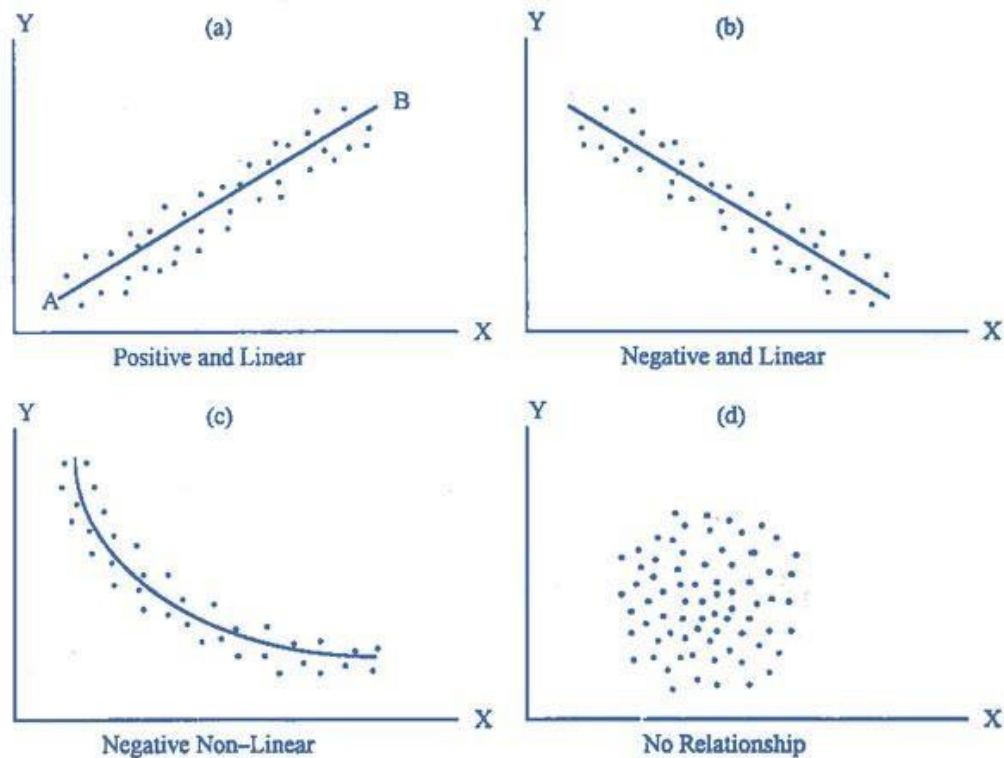 Y
(a)
B
A
X
Positive and Linear
Y
(b)
X
Negative and Linear
Y
(c)
X
Negative Non–Linear
(d)
Y
X
No Relationship